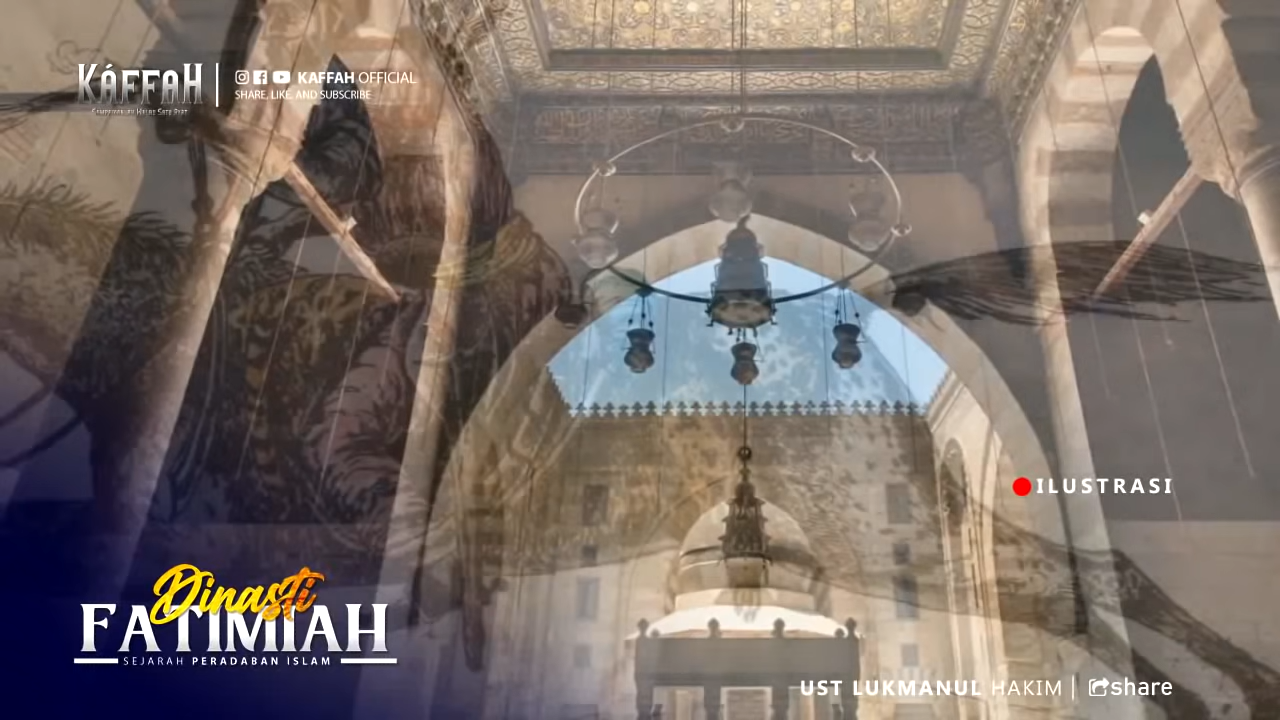 KÁFFAH
KAFFAH OFFICIAL
SHARE, LIKE, AND SUBSCRIBE
ILUSTRASI
Dinasti
FATIMIAH
SEJARAH PERADABAN ISLAM
UST LUKMANUL HAKIM
share